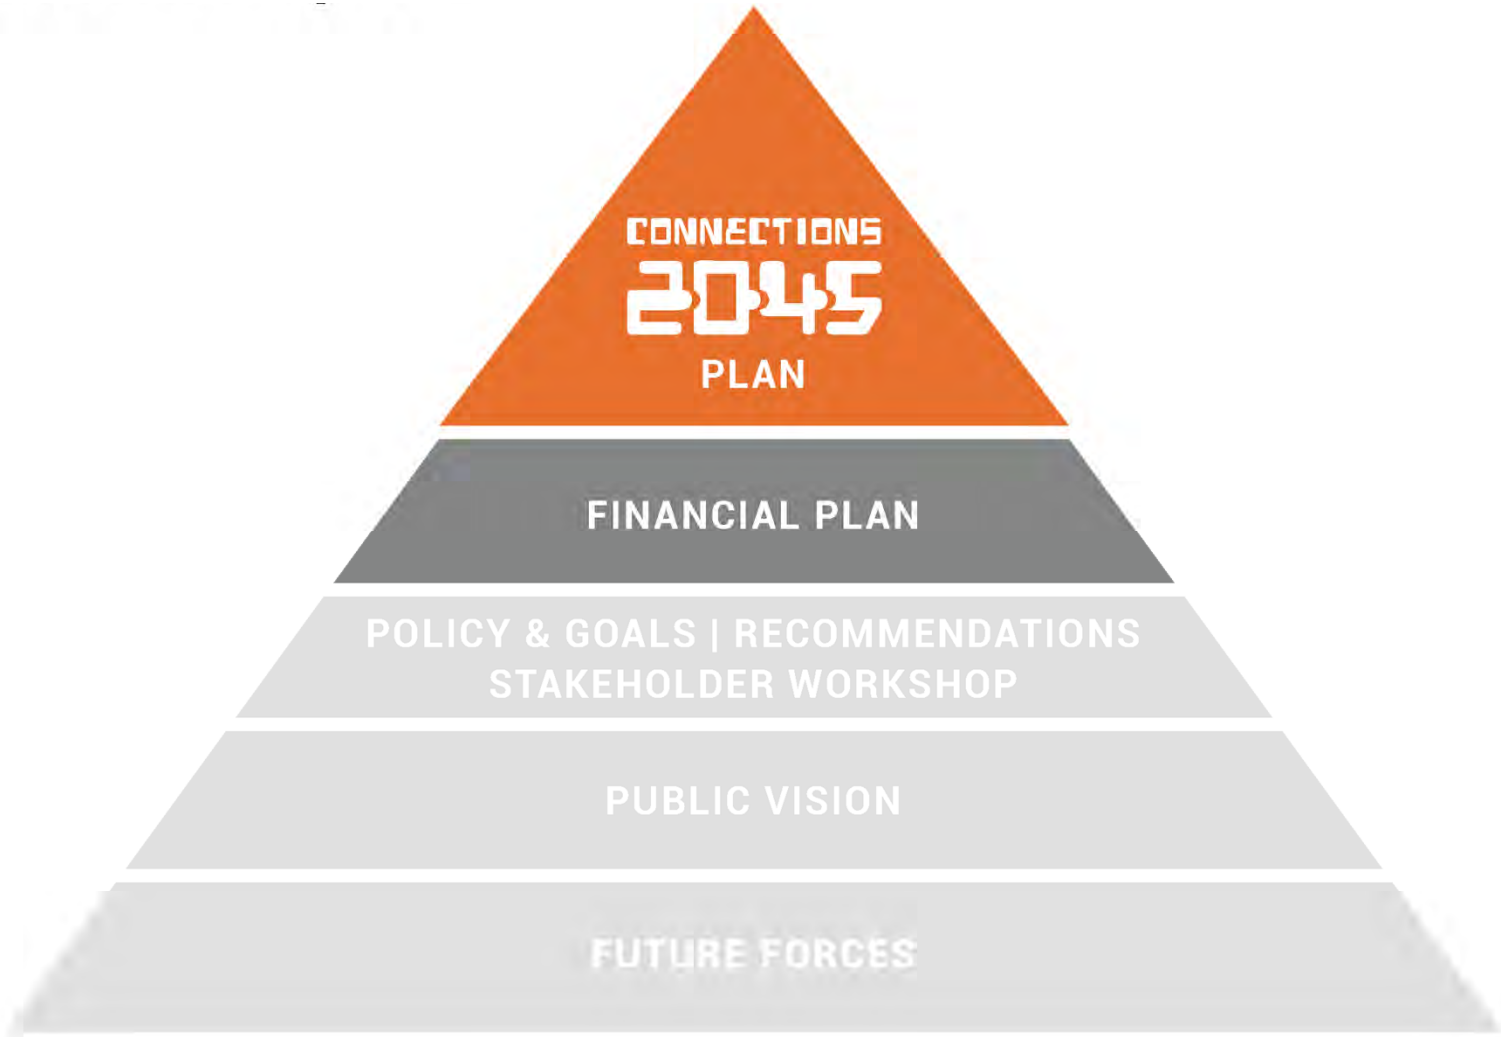 CONNECTIONS
2045
PLAN
FINANCIAL PLAN
POLICY & GOALS | RECOMMENDATIONS
STAKEHOLDER WORKSHOP
PUBLIC VISION
FUTURE FORCES